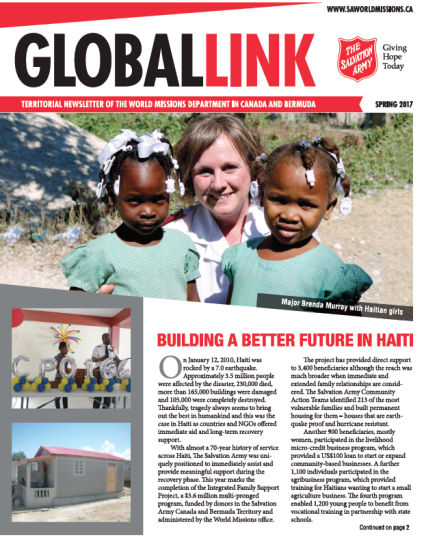 WWW.SAWORLDMISSIONS.CA
GLOBALLINK
THE
SALVATION
ARMY
Giving
Hope
Today
TERRITORIAL NEWSLETTER OF THE WORLD MISSIONS DEPARTMENT IN CANADA AND BERMUDA
SPRING 2017
Major Brenda Murray with Haitian girls
BUILDING A BETTER FUTURE IN HAITI
On January 12, 2010, Haiti was
rocked by a 7.0 earthquake.
Approximately 3.5 million people
were affected by the disaster, 230,000 died,
more than 165,000 buildings were damaged
and 105,000 were completely destroyed.
Thankfully, tragedy always seems to bring
out the best in humankind and this was the
case in Haiti as countries and NGOs offered
immediate aid and long-term recovery
support.
With almost a 70-year history of service
across Haiti, The Salvation Army was uni-
quely positioned to immediately assist and
provide meaningful support during the
recovery phase. This year marks the
completion of the Integrated Family Support
Project, a $3.6 million multi-pronged
program, funded by donors in the Salvation
Army Canada and Bermuda Territory and
administered by the World Missions office.
The project has provided direct support
to 3,400 beneficiaries although the reach was
much broader when immediate and
extended family relationships are consid-
ered. The Salvation Army Community
Action Teams identified 213 of the most
vulnerable families and built permanent
housing for them – houses that are earth-
quake proof and hurricane resistant.
Another 900 beneficiaries, mostly
women, participated in the livelihood
micro-credit business program, which
provided a US$100 loan to start or expand
community-based businesses. A further
1,100 individuals participated in the
agribusiness program, which provided
training for Haitians wanting to start a small
agriculture business. The fourth program
enabled 1,200 young people to benefit from
vocational training in partnership with state
schools.
Continued on page 2